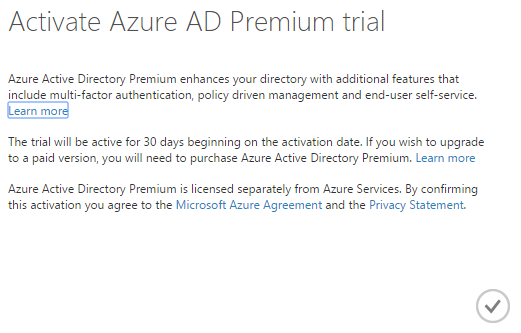 Activate Azure AD Premium trial
Azure Active Directory Premium enhances your directory with additional features that
include multi-factor authentication, policy driven management and end-user self-service.
Learn more
The trial will be active for 30 days beginning on the activation date. If you wish to upgrade
to a paid version, you will need to purchase Azure Active Directory Premium. Learn more
Azure Active Directory Premium is licensed separately from Azure Services. By confirming
this activation you agree to the Microsoft Azure Agreement and the Privacy Statement.